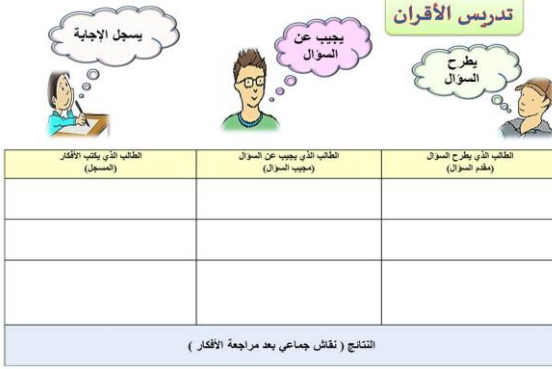 تدريس الأقران
يطرح
السؤال
يجيب عن
السؤال
يسجل الإجابة
الطالب الذي يطرح السؤال
(مقدم السؤال)
الطالب الذي يجيب عن السؤال
(مجيب السؤال)
الطالب الذي يكتب الأفكار
(المسجل)
النتائج ( نقاش جماعي بعد مراجعة الأفكار )